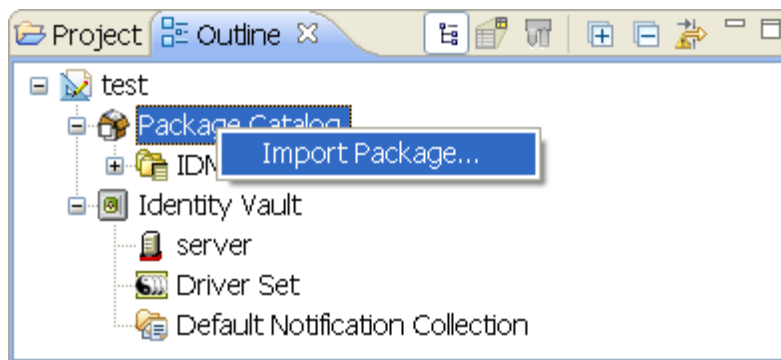 Project Outline
test
Package Catalog
Import Package...
IDM
Identity Vault
server
Driver Set
Default Notification Collection